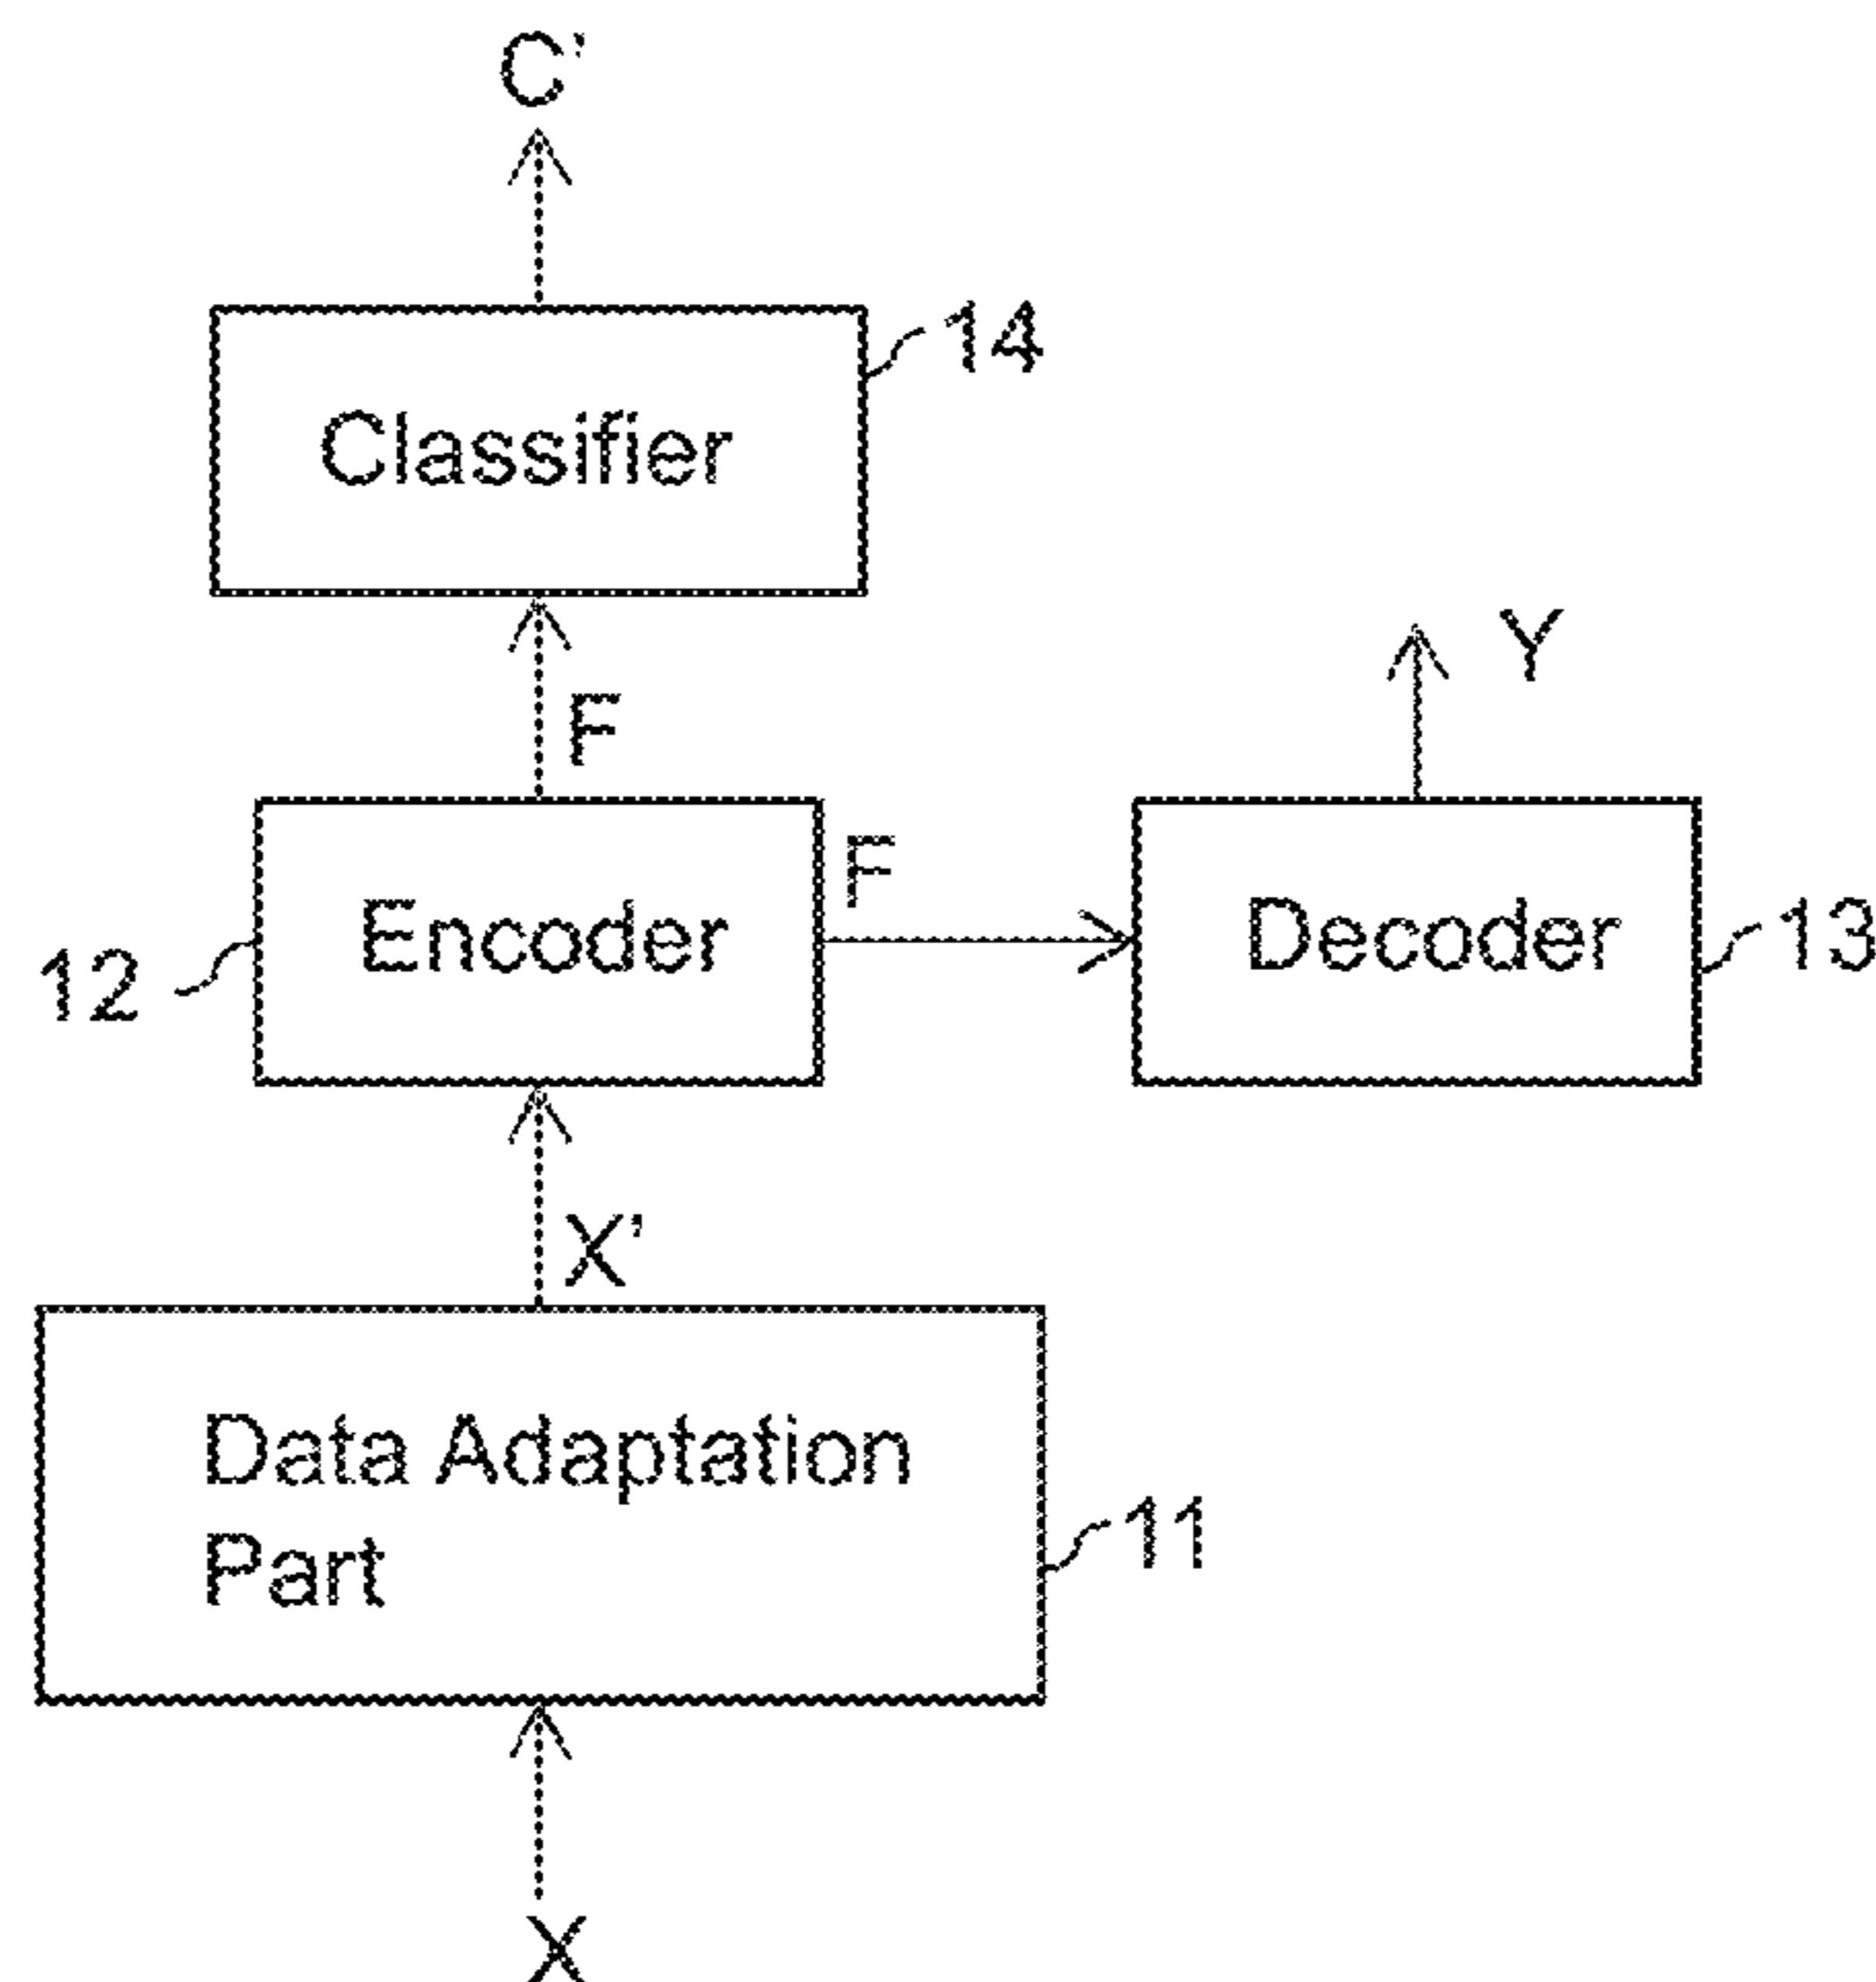 C'
14
Classifier
Y
F
F
Encoder
Decoder
13
12
X'
Data Adaptation
Part
11
X